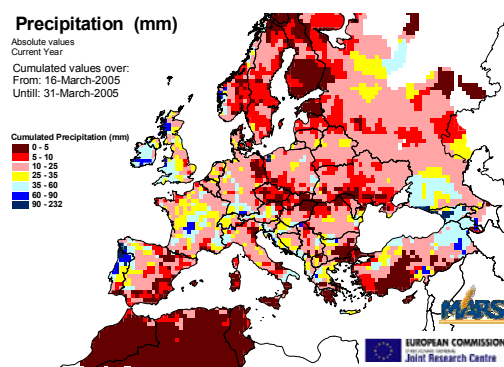 Precipitation (mm)
Absolute values
Current Year
Cumulated values over:
From: 16-March-2005
Untill: 31-March-2005
Cumulated Precipitation (mm)
0 - 5
5 - 10
10 - 25
25 - 35
35 - 60
60 - 90
90 - 232
MARS
EUROPEAN COMMISSION
DIRECTORATE GENERAL
Joint Research Centre